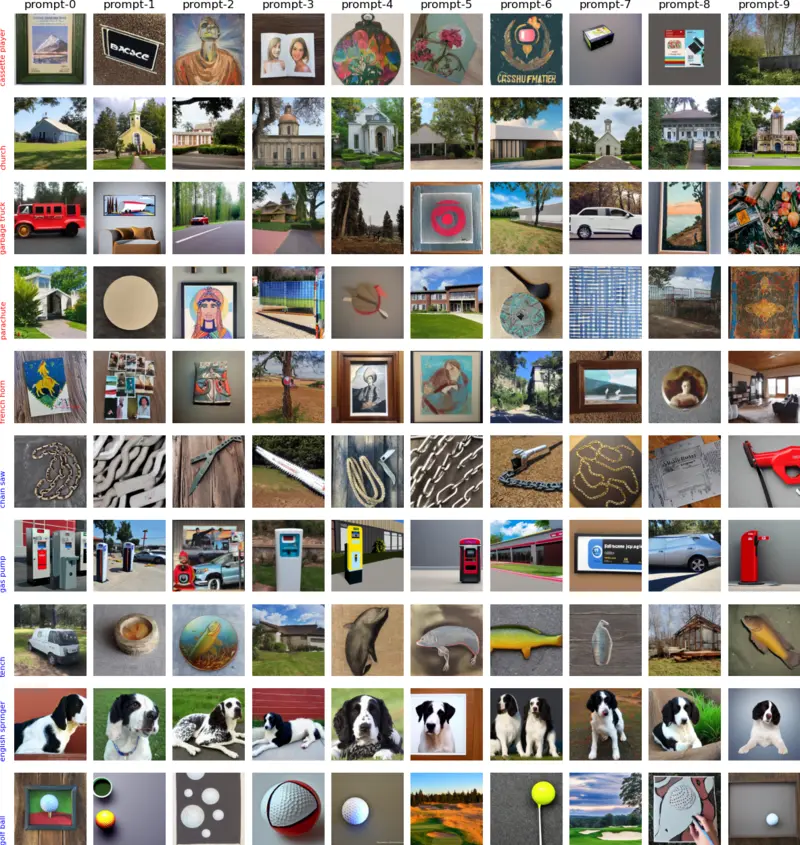 prompt-0 prompt-1 prompt-2 prompt-3 prompt-4 prompt-5 prompt-6 prompt-7 prompt-8 prompt-9
cassette player
church
garbage truck
parachute
french horn
chain saw
gas pump
tench
english springer
golf ball